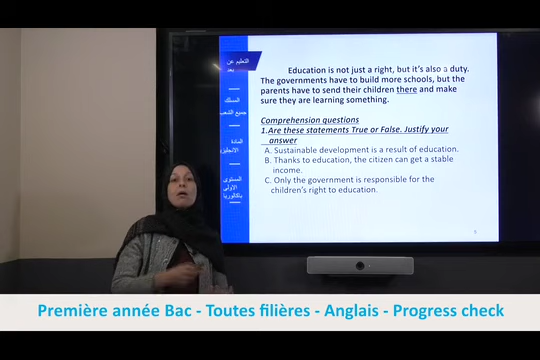 Education is not just a right, but it's also a duty.
The governments have to build more schools, but the
parents have to send their children there and make
sure they are learning something.
Comprehension questions
1.Are these statements True or False. Justify your
answer
A. Sustainable development is a result of education.
B. Thanks to education, the citizen can get a stable
income.
C. Only the government is responsible for the
children's right to education.
التعليم عن
بعد
المسلك
جميع الشعب
المادة
الانجليزية
المستوى
الأولى
باكالوريا
5
Première année Bac - Toutes filières - Anglais - Progress check